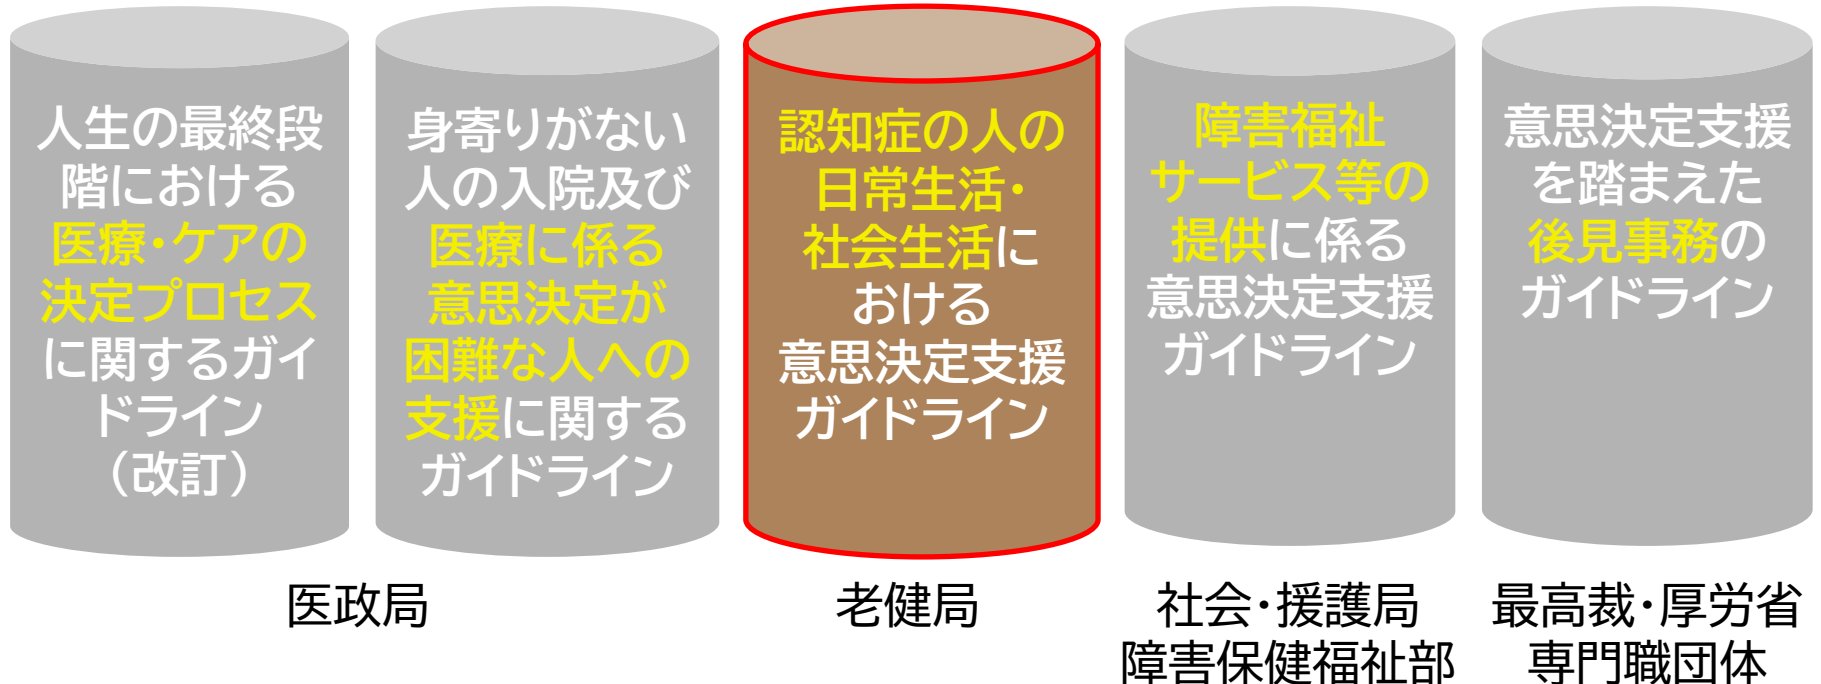 人生の最終段
階における
医療・ケアの
決定プロセス
に関するガイ
ドライン
（改訂）
身寄りがない
人の入院及び
医療に係る
意思決定が
困難な人への
支援に関する
ガイドライン
認知症の人の
日常生活・
社会生活に
おける
意思決定支援
ガイドライン
障害福祉
サービス等の
提供に係る
意思決定支援
ガイドライン
意思決定支援
を踏まえた
後見事務の
ガイドライン
医政局
老健局
社会・援護局
障害保健福祉部
最高裁・厚労省
専門職団体